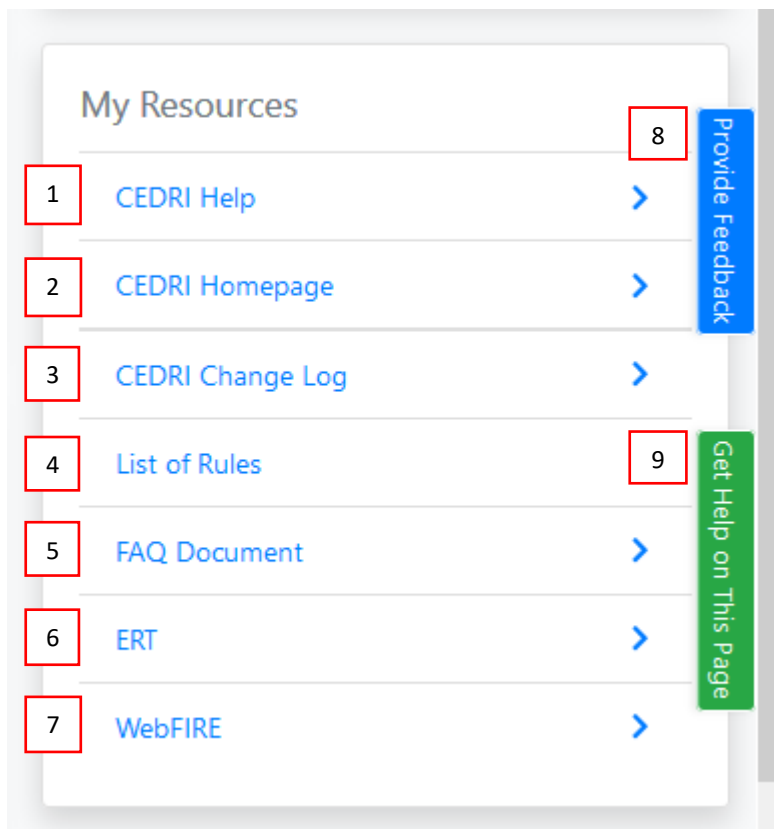 My Resources
8
Provide Feedback
1
CEDRI Help
2
CEDRI Homepage
3
CEDRI Change Log
4
List of Rules
9
Get Help on This Page
5
FAQ Document
6
ERT
7
WebFIRE